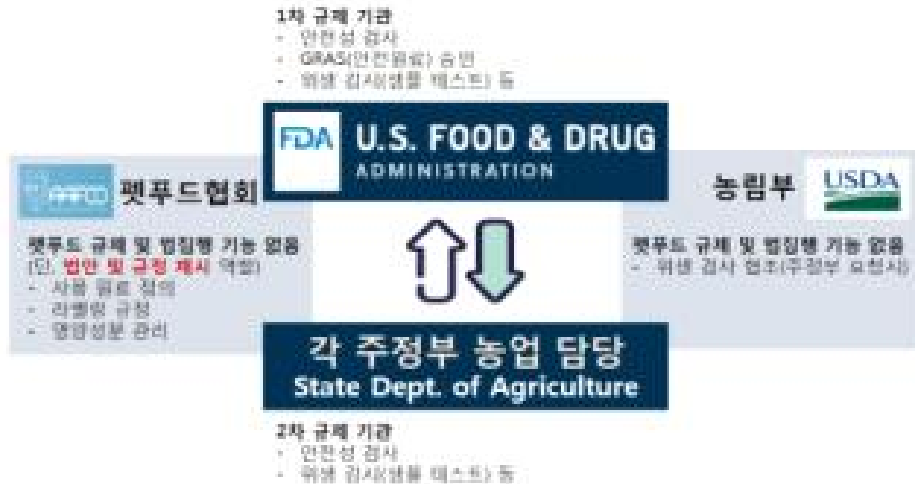 1차 규제 기관
- 안전성 검사
- GRAS(안전원료) 승인
- 위생 검사(샘플 테스트) 등
FDA U.S. FOOD & DRUG
ADMINISTRATION
AAFCO 펫푸드협회
펫푸드 규제 및 법집행 기능 없음
(단, 법안 및 규정 제시 역할)
- 사용 원료 정의
- 라벨링 규정
- 영양성분 관리
농림부 USDA
펫푸드 규제 및 법집행 기능 없음
- 위생 검사 협조(주정부 요청시)
각 주정부 농업 담당
State Dept. of Agriculture
2차 규제 기관
- 안전성 검사
- 위생 검사(샘플 테스트) 등